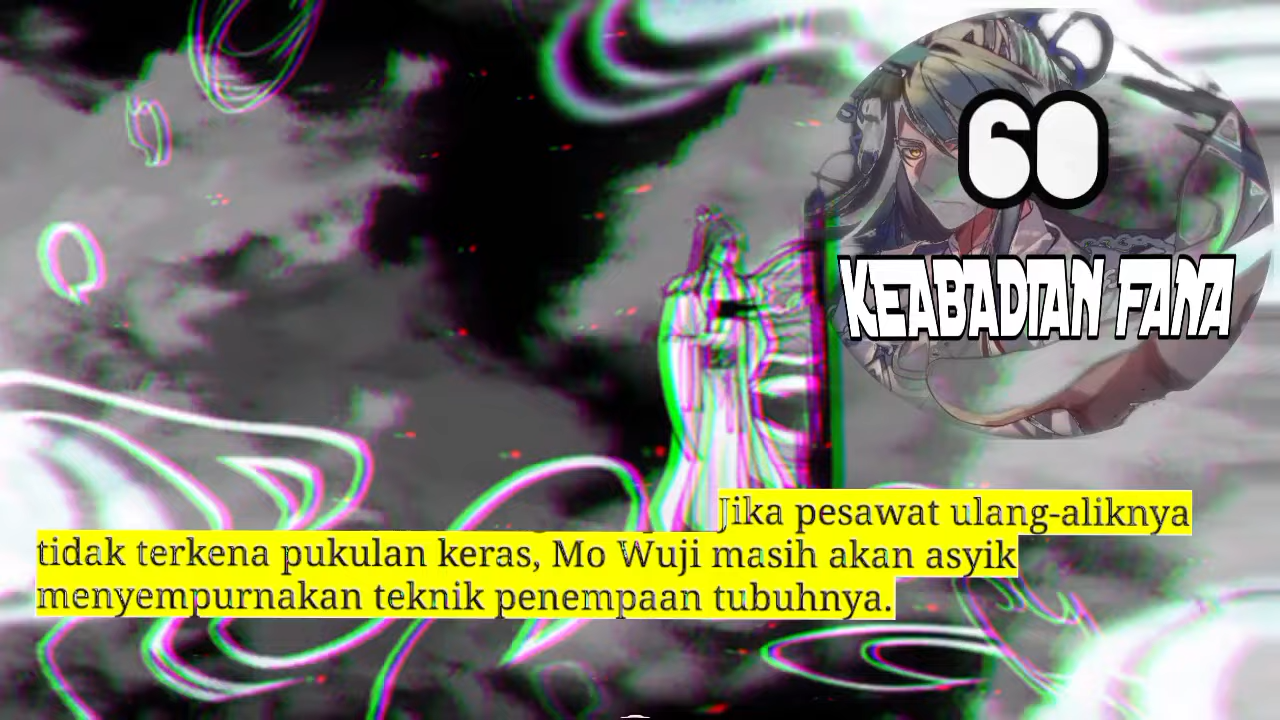 60
KEABADIAN FANA
Jika pesawat ulang-aliknya
tidak terkena pukulan keras, Mo Wuji masih akan asyik
menyempurnakan teknik penempaan tubuhnya.